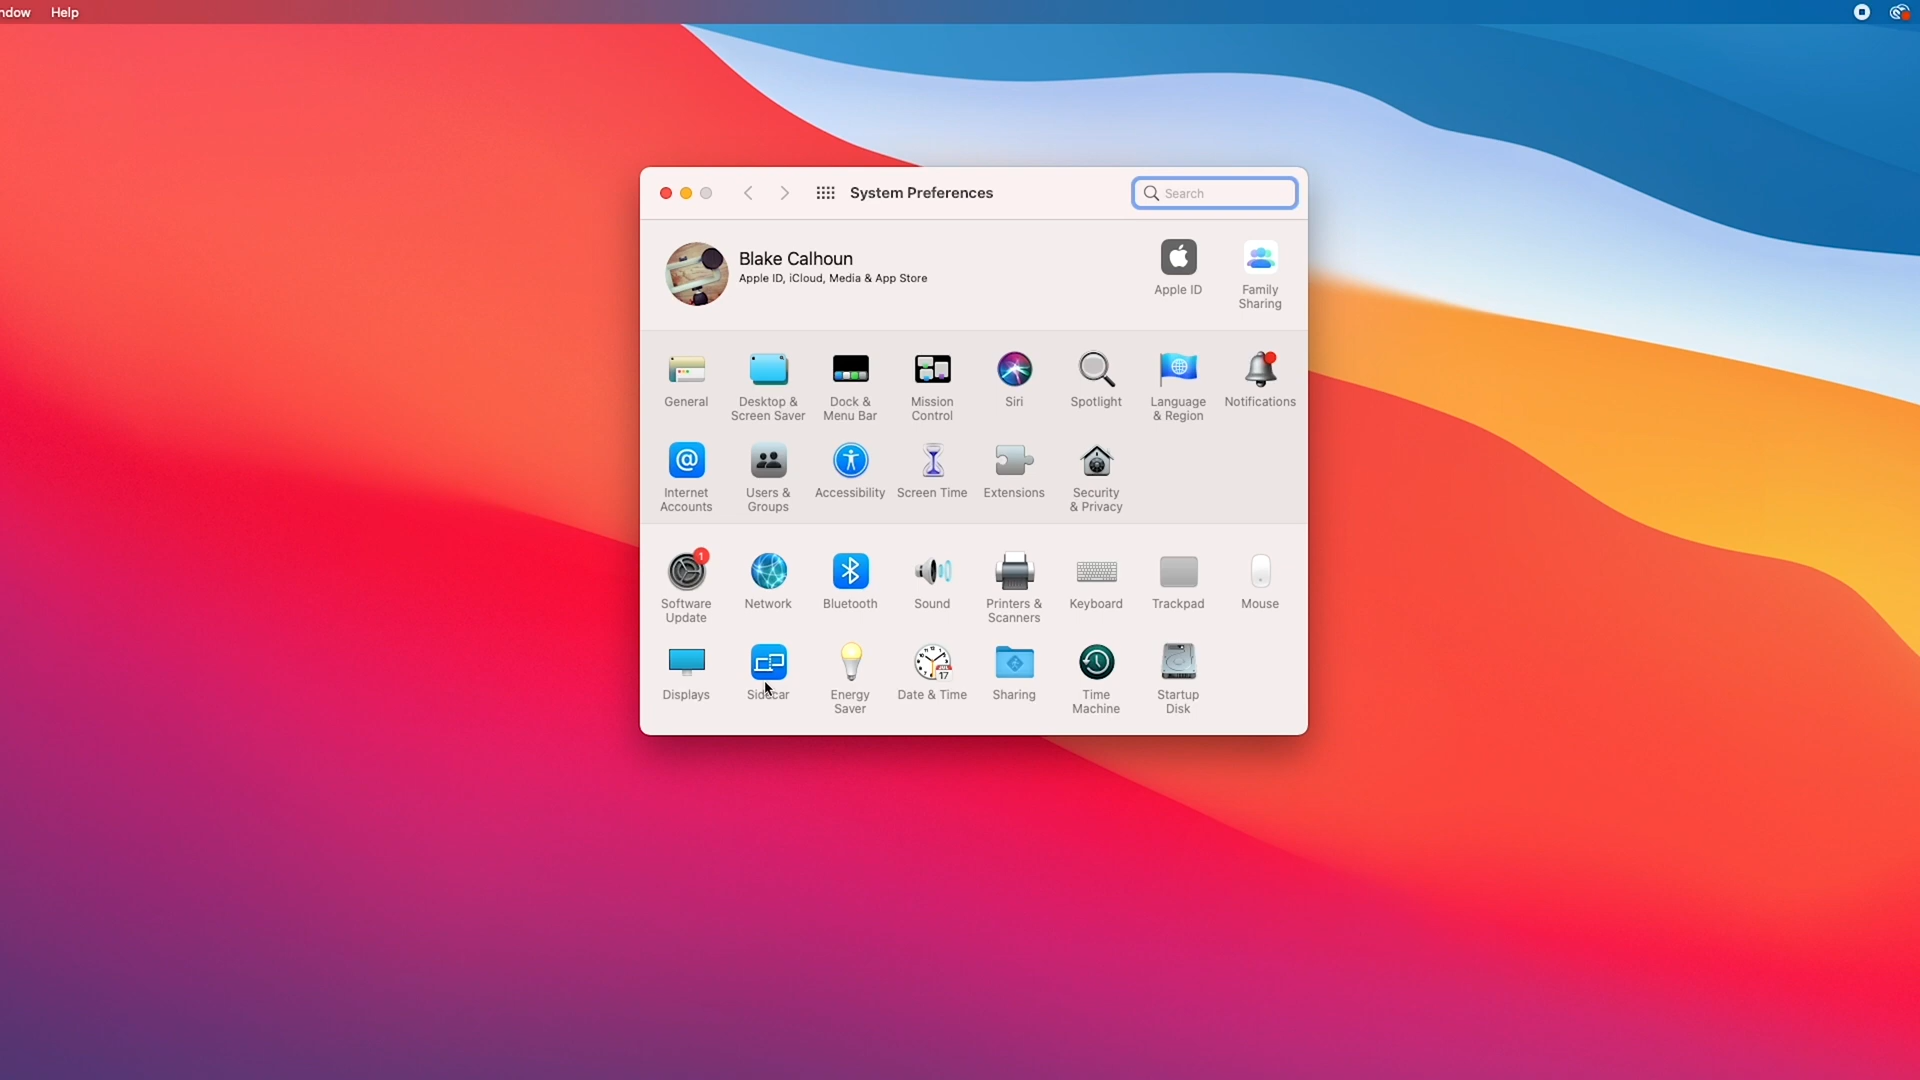 ndow Help
System Preferences
Search
Blake Calhoun
Apple ID, iCloud, Media & App Store
Apple ID
Family
Sharing
General
Desktop &
Screen Saver
Dock &
Menu Bar
Mission
Control
Siri
Spotlight
Language
& Region
Notifications
Internet
Accounts
Users &
Groups
Accessibility
Screen Time
Extensions
Security
& Privacy
1
Software
Update
Network
Bluetooth
Sound
Printers &
Scanners
Keyboard
Trackpad
Mouse
Displays
Sidecar
Energy
Saver
JUL
17
Date & Time
Sharing
Time
Machine
Startup
Disk